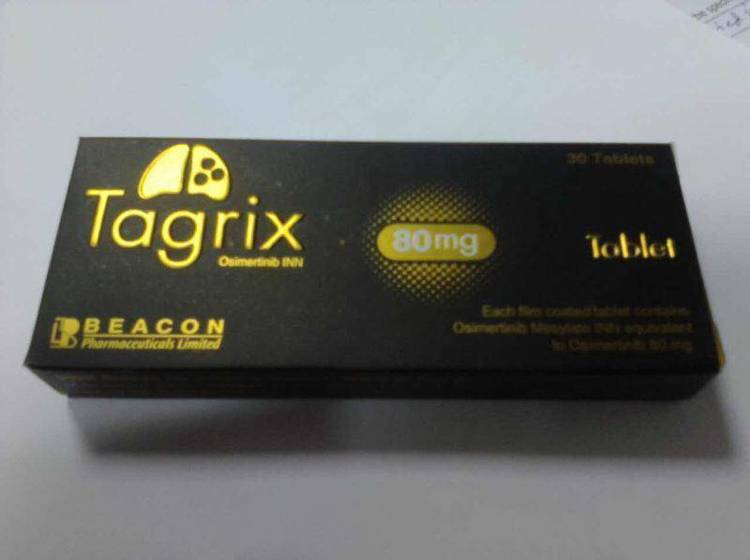 30 Tablets
Tagrix
Osimertinib INN
80mg
Tablet
BEACON
Pharmaceuticals Limited
Each film coated tablet contains
Osimertinib Mesylate INN equivalent
to Osimertinib 80 mg